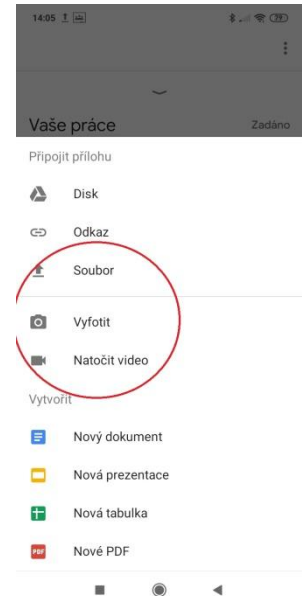 14:05
79
Vaše práce
Zadáno
Připojit přílohu
Disk
Odkaz
Soubor
Vyfotit
Natočit video
Vytvořit
Nový dokument
Nová prezentace
Nová tabulka
PDF Nové PDF